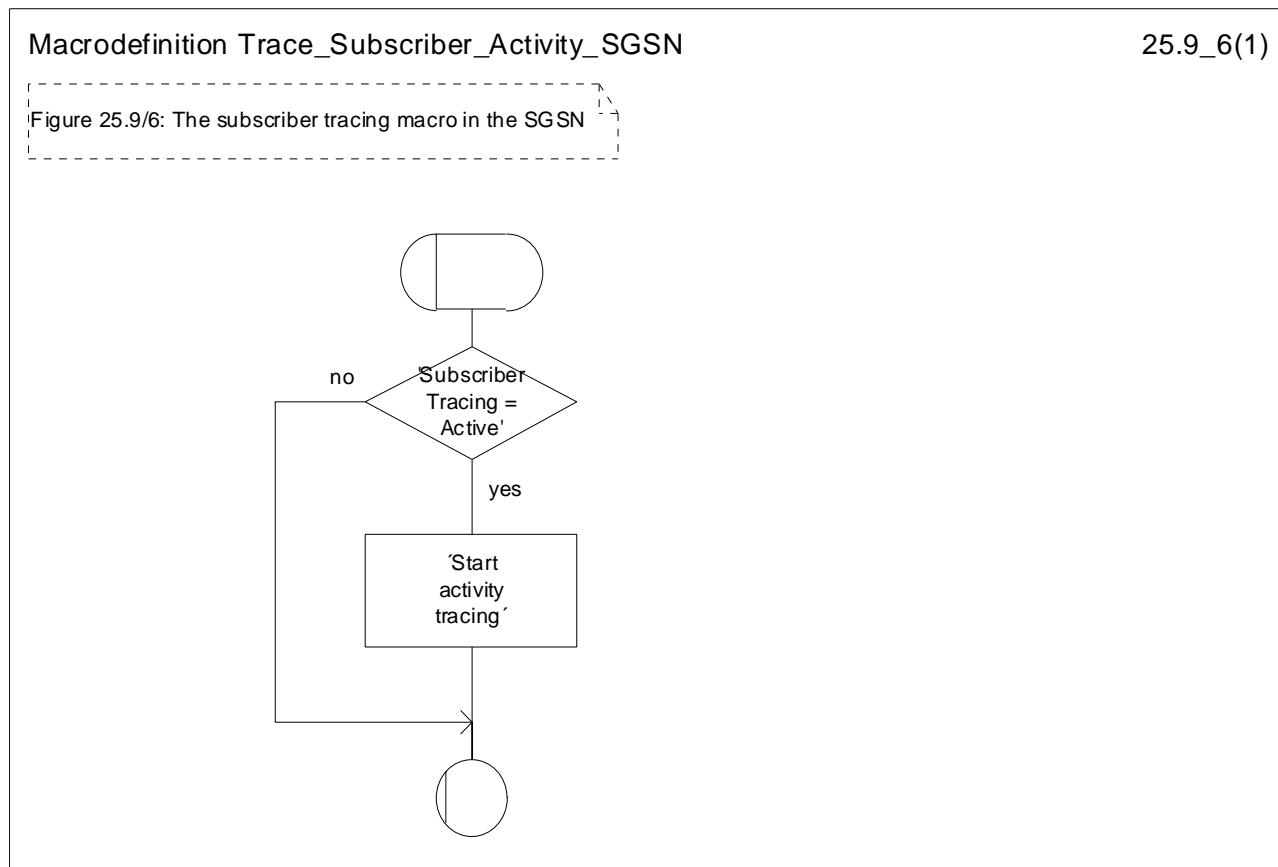 Macrodefinition Trace_Subscriber_Activity_SGSN
25.9_6(1)
Figure 25.9/6: The subscriber tracing macro in the SGSN
no
'Subscriber
Tracing =
Active'
yes
´Start
activity
tracing´